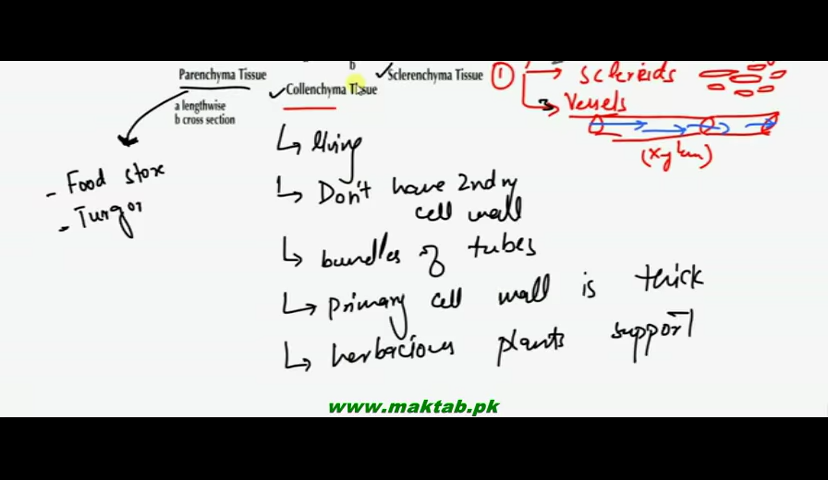 b
Parenchyma Tissue
✓Collenchyma Tissue
✓Sclerenchyma Tissue
a lengthwise
b cross section
- Food store
- Turgor
↳ living
↳ Don't have 2ndry
cell wall
↳ bundles of tubes
↳ primary cell wall is thick
↳ herbacious plants support
① → Sclereids
→ Vessels
(xylem)
www.maktab.pk